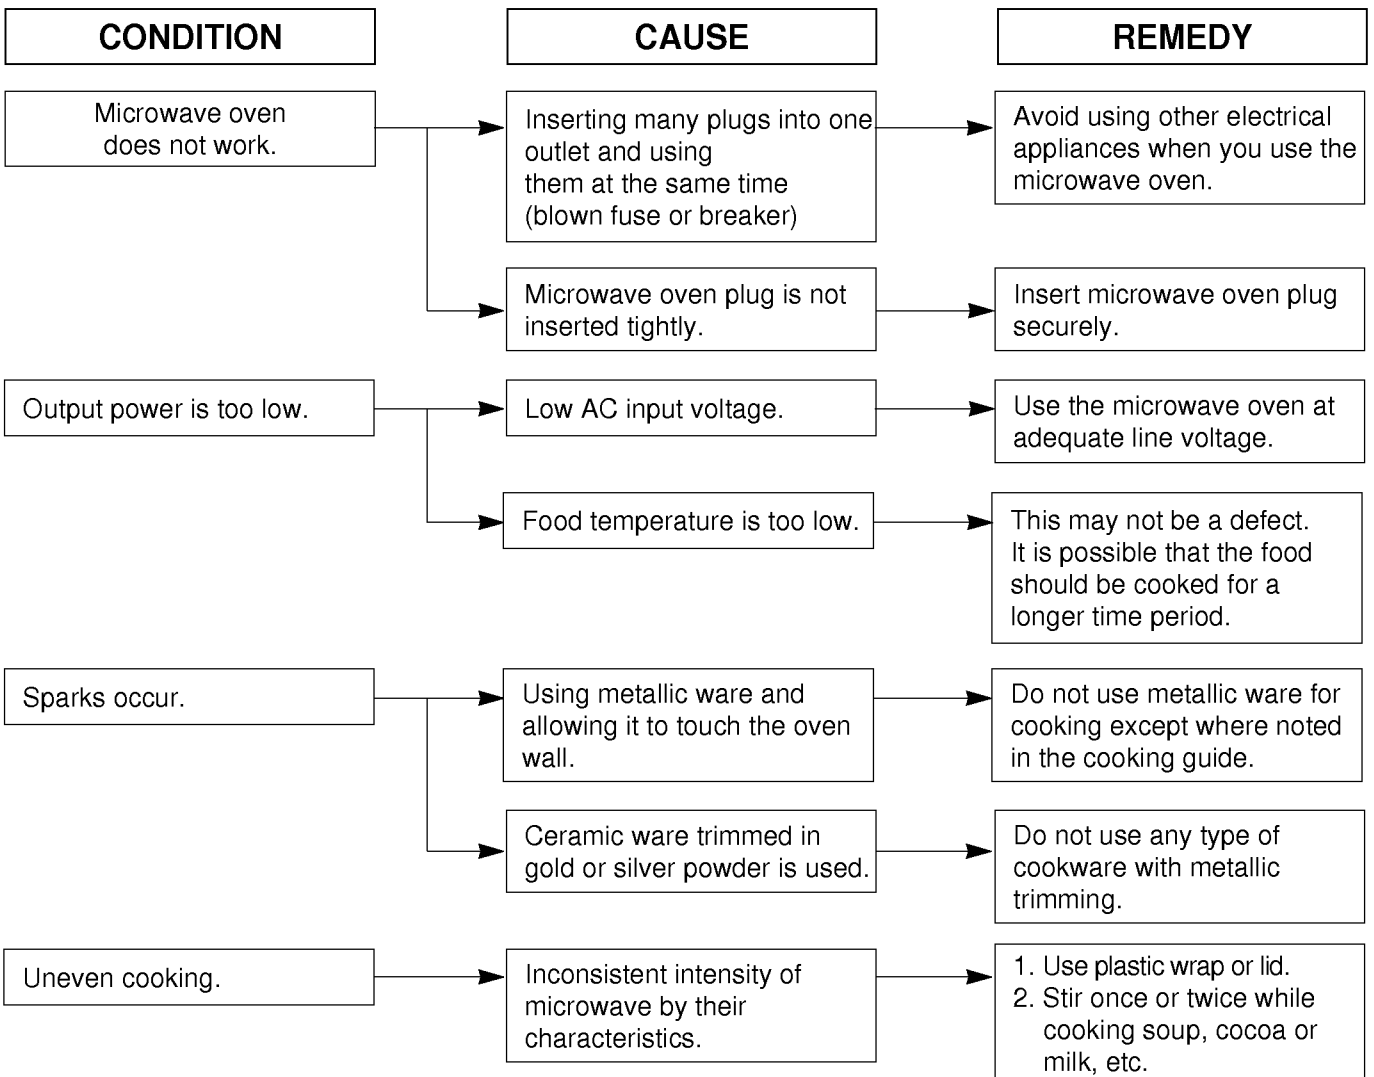 CONDITION
CAUSE
REMEDY
Microwave oven
does not work.
Inserting many plugs into one
outlet and using
them at the same time
(blown fuse or breaker)
Avoid using other electrical
appliances when you use the
microwave oven.
Microwave oven plug is not
inserted tightly.
Insert microwave oven plug
securely.
Output power is too low.
Low AC input voltage.
Use the microwave oven at
adequate line voltage.
Food temperature is too low.
This may not be a defect.
It is possible that the food
should be cooked for a
longer time period.
Sparks occur.
Using metallic ware and
allowing it to touch the oven
wall.
Do not use metallic ware for
cooking except where noted
in the cooking guide.
Ceramic ware trimmed in
gold or silver powder is used.
Do not use any type of
cookware with metallic
trimming.
Uneven cooking.
Inconsistent intensity of
microwave by their
characteristics.
1. Use plastic wrap or lid.
2. Stir once or twice while
cooking soup, cocoa or
milk, etc.